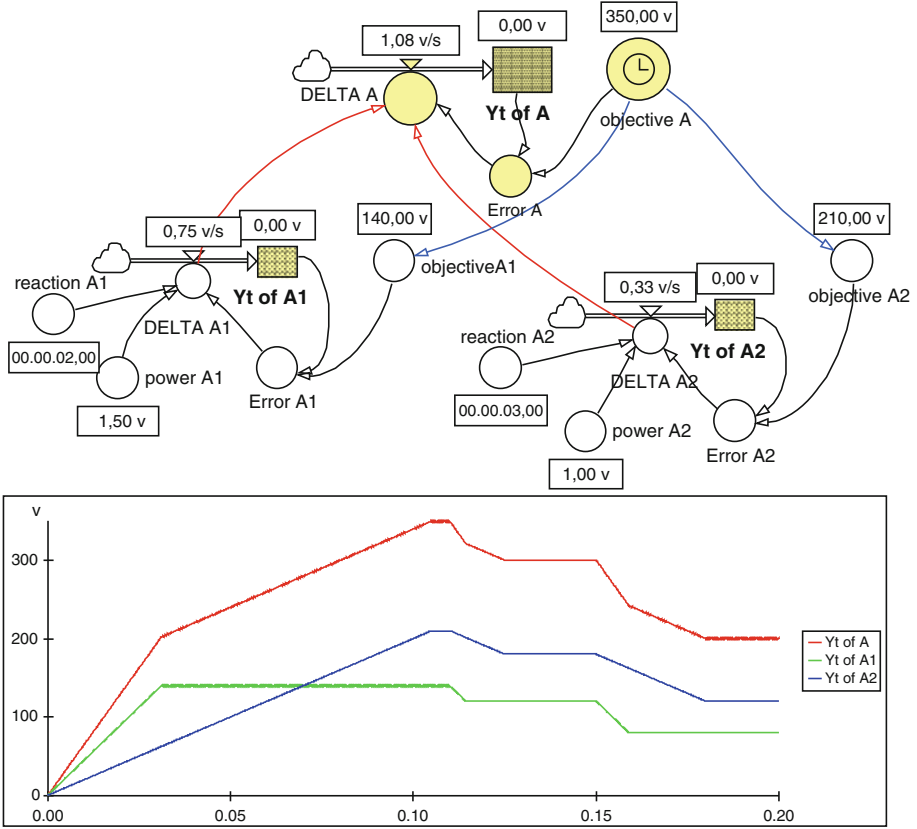 350,00 v
0,00 v
1,08 v/s
DELTA A
Yt of A
objective A
Error A
140,00 v
210,00 v
0,75 v/s
0,00 v
objectiveA1
objective A2
reaction A1
Yt of A1
DELTA A1
00.00.02,00
power A1
Error A1
1,50 v
0,33 v/s
0,00 v
reaction A2
Yt of A2
DELTA A2
00.00.03,00
power A2
Error A2
1,00 v
v
300
200
100
0
0.00
0.05
0.10
0.15
0.20
Yt of A
Yt of A1
Yt of A2